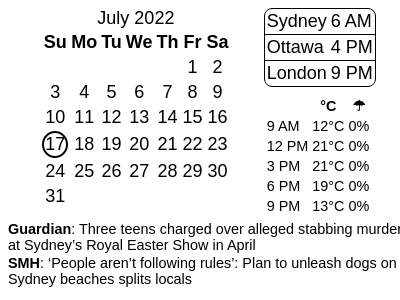 July 2022
Su Mo Tu We Th Fr Sa
1 2
3 4 5 6 7 8 9
10 11 12 13 14 15 16
17 18 19 20 21 22 23
24 25 26 27 28 29 30
31
Sydney 6 AM
Ottawa 4 PM
London 9 PM
°C ☂
9 AM 12°C 0%
12 PM 21°C 0%
3 PM 21°C 0%
6 PM 19°C 0%
9 PM 13°C 0%
Guardian: Three teens charged over alleged stabbing murder
at Sydney’s Royal Easter Show in April
SMH: ‘People aren’t following rules’: Plan to unleash dogs on
Sydney beaches splits locals